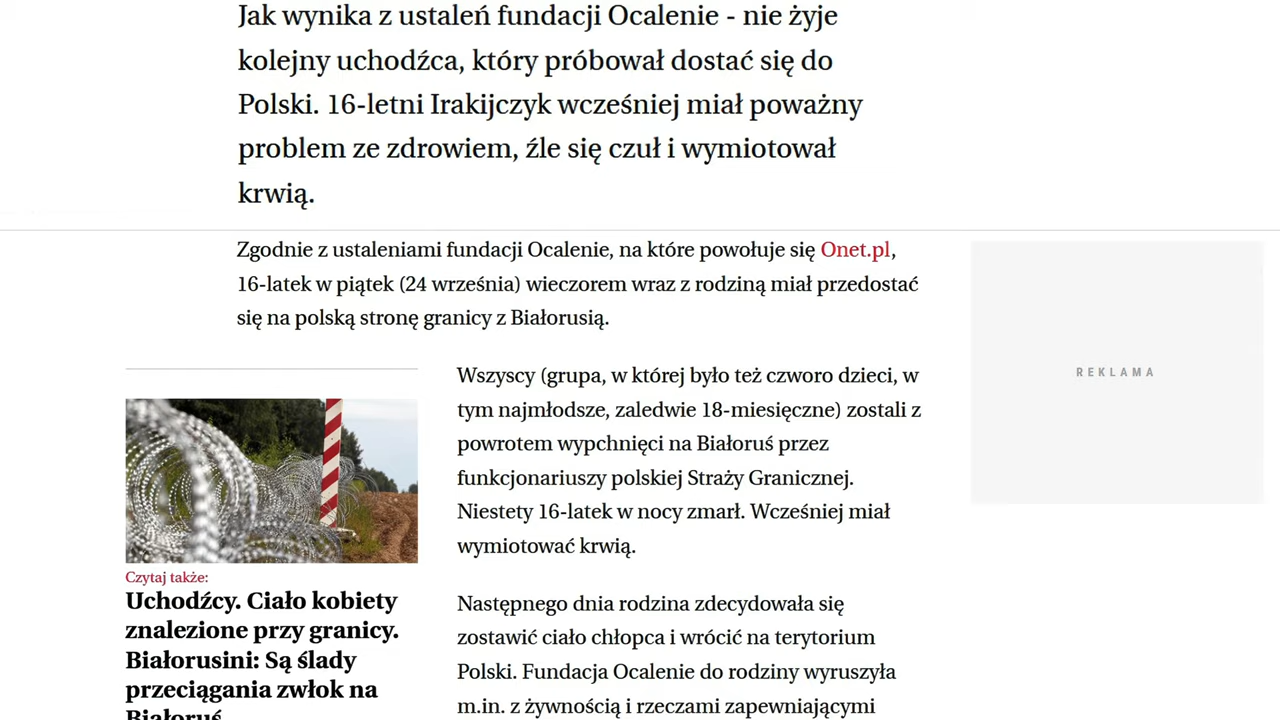 Jak wynika z ustaleń fundacji Ocalenie - nie żyje
kolejny uchodźca, który próbował dostać się do
Polski. 16-letni Irakijczyk wcześniej miał poważny
problem ze zdrowiem, źle się czuł i wymiotował
krwią.
Zgodnie z ustaleniami fundacji Ocalenie, na które powołuje się Onet.pl,
16-latek w piątek (24 września) wieczorem wraz z rodziną miał przedostać
się na polską stronę granicy z Białorusią.
REKLAMA
Wszyscy (grupa, w której było też czworo dzieci, w
tym najmłodsze, zaledwie 18-miesięczne) zostali z
powrotem wypchnięci na Białoruś przez
funkcjonariuszy polskiej Straży Granicznej.
Niestety 16-latek w nocy zmarł. Wcześniej miał
wymiotować krwią.
Następnego dnia rodzina zdecydowała się
zostawić ciało chłopca i wrócić na terytorium
Polski. Fundacja Ocalenie do rodziny wyruszyła
m.in. z żywnością i rzeczami zapewniającymi
Czytaj także:
Uchodźcy. Ciało kobiety
znalezione przy granicy.
Białorusini: Są ślady
przeciągania zwłok na
Białoruś